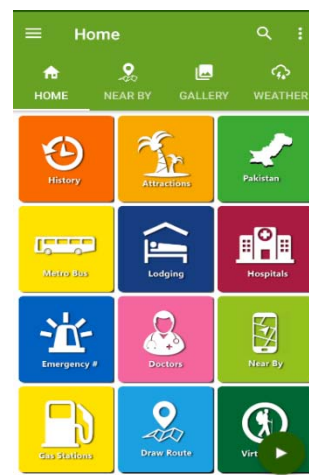 Home
HOME NEAR BY GALLERY WEATHER
History Attractions Pakistan
Metro Bus Lodging Hospitals
Emergency # Doctors Near By
Gas Stations Draw Route Virt